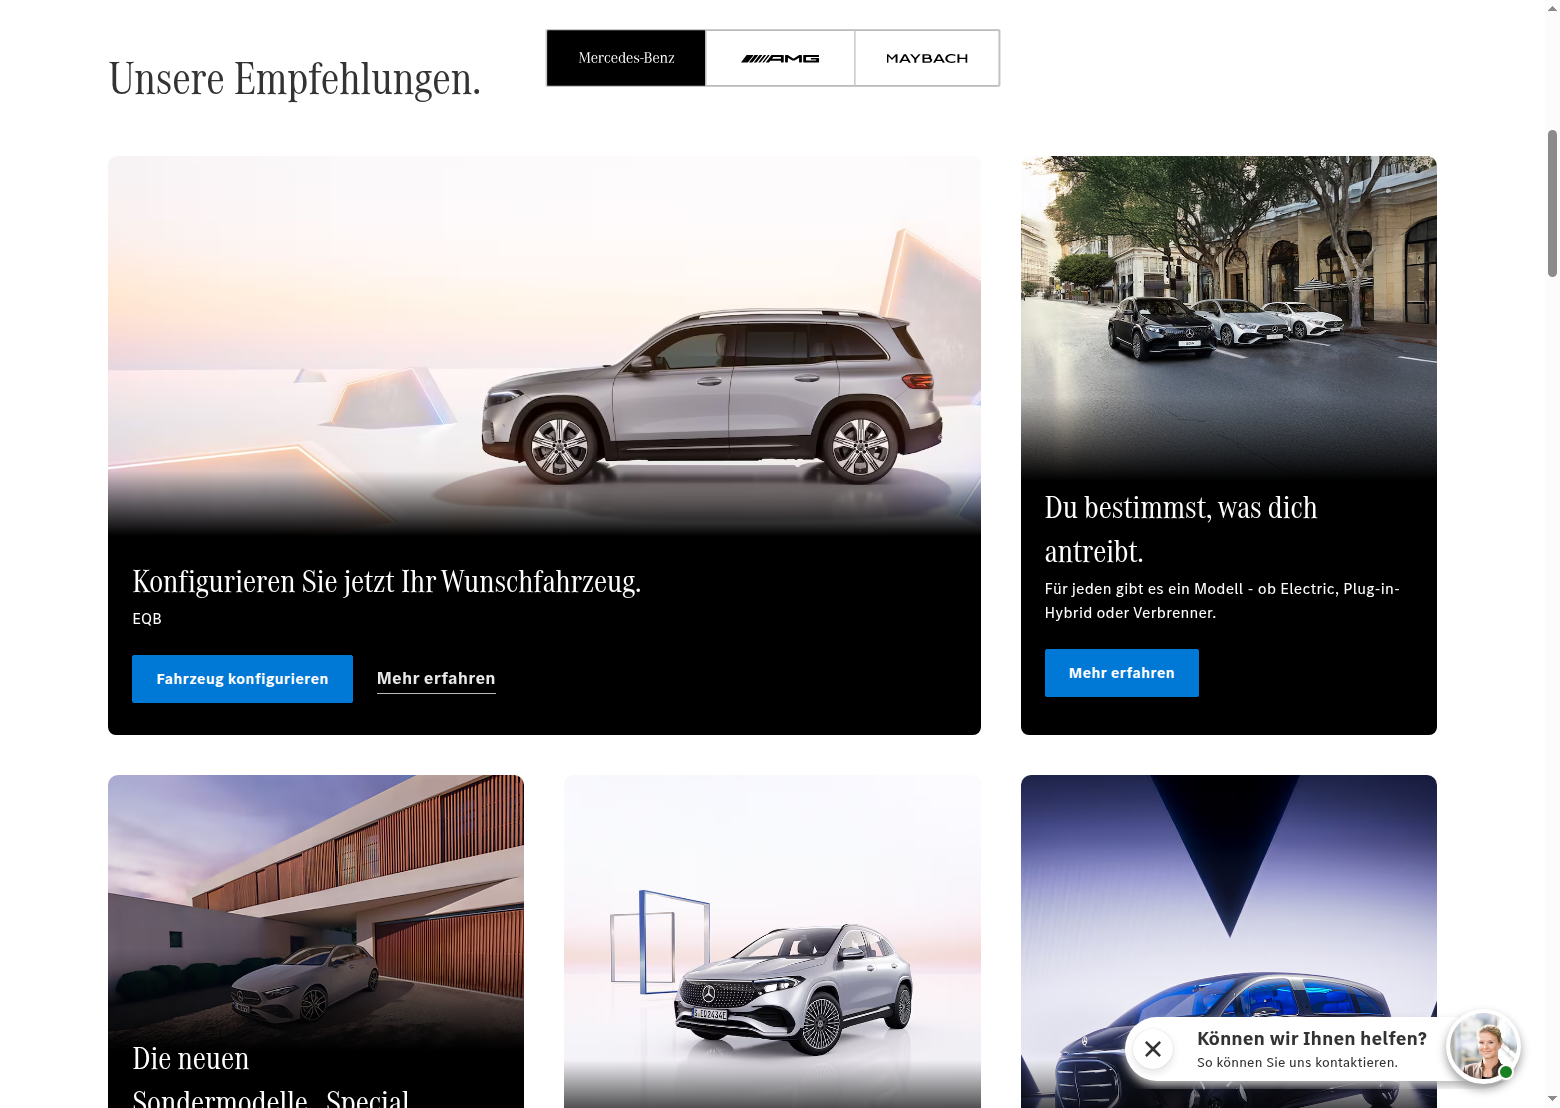 Unsere Empfehlungen.
Mercedes-Benz
AMG
MAYBACH
Konfigurieren Sie jetzt Ihr Wunschfahrzeug.
EQB
Fahrzeug konfigurieren
Mehr erfahren
Du bestimmst, was dich
antreibt.
Für jeden gibt es ein Modell - ob Electric, Plug-in-
Hybrid oder Verbrenner.
Mehr erfahren
Die neuen
Sondermodelle. Special
Können wir Ihnen helfen?
So können Sie uns kontaktieren.